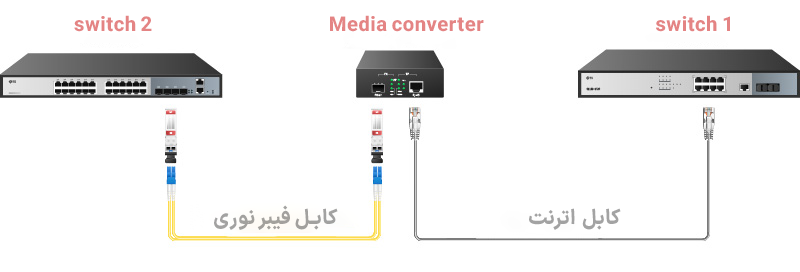 switch 2
Media converter
switch 1
کابل فیبر نوری
کابل اترنت